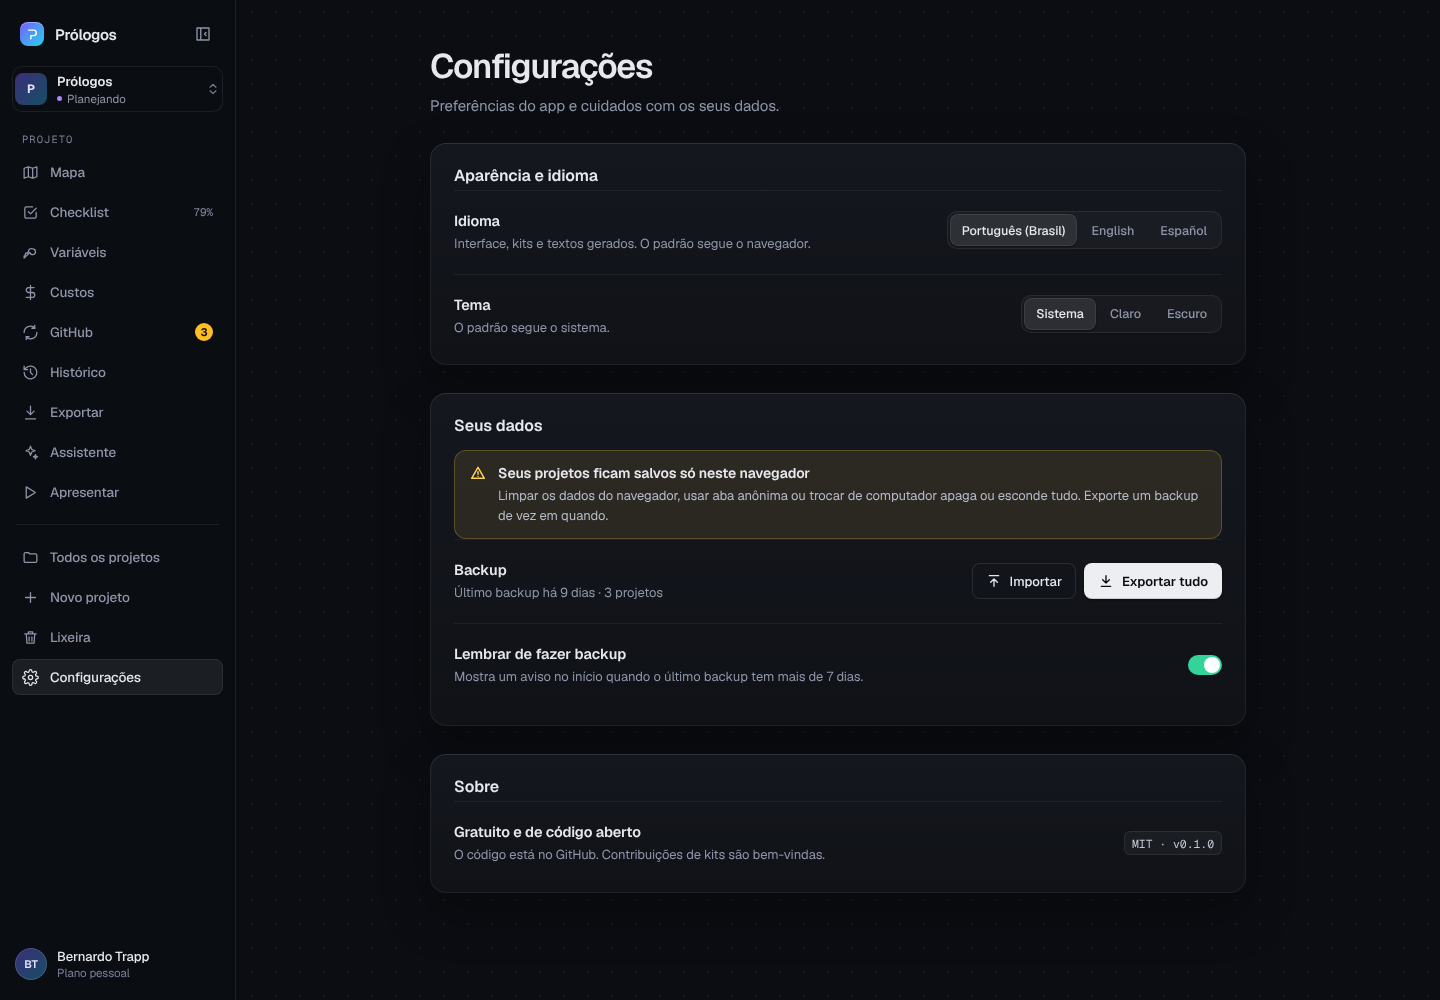 Prólogos
P
Prólogos
Planejando
PROJETO
Mapa
Checklist
79%
Variáveis
Custos
GitHub
3
Histórico
Exportar
Assistente
Apresentar
Todos os projetos
Novo projeto
Lixeira
Configurações
BT
Bernardo Trapp
Plano pessoal
Configurações
Preferências do app e cuidados com os seus dados.
Aparência e idioma
Idioma
Interface, kits e textos gerados. O padrão segue o navegador.
Português (Brasil)
English
Español
Tema
O padrão segue o sistema.
Sistema
Claro
Escuro
Seus dados
Seus projetos ficam salvos só neste navegador
Limpar os dados do navegador, usar aba anônima ou trocar de computador apaga ou esconde tudo. Exporte um backup
de vez em quando.
Backup
Último backup há 9 dias · 3 projetos
Importar
Exportar tudo
Lembrar de fazer backup
Mostra um aviso no início quando o último backup tem mais de 7 dias.
Sobre
Gratuito e de código aberto
O código está no GitHub. Contribuições de kits são bem-vindas.
MIT · v0.1.0